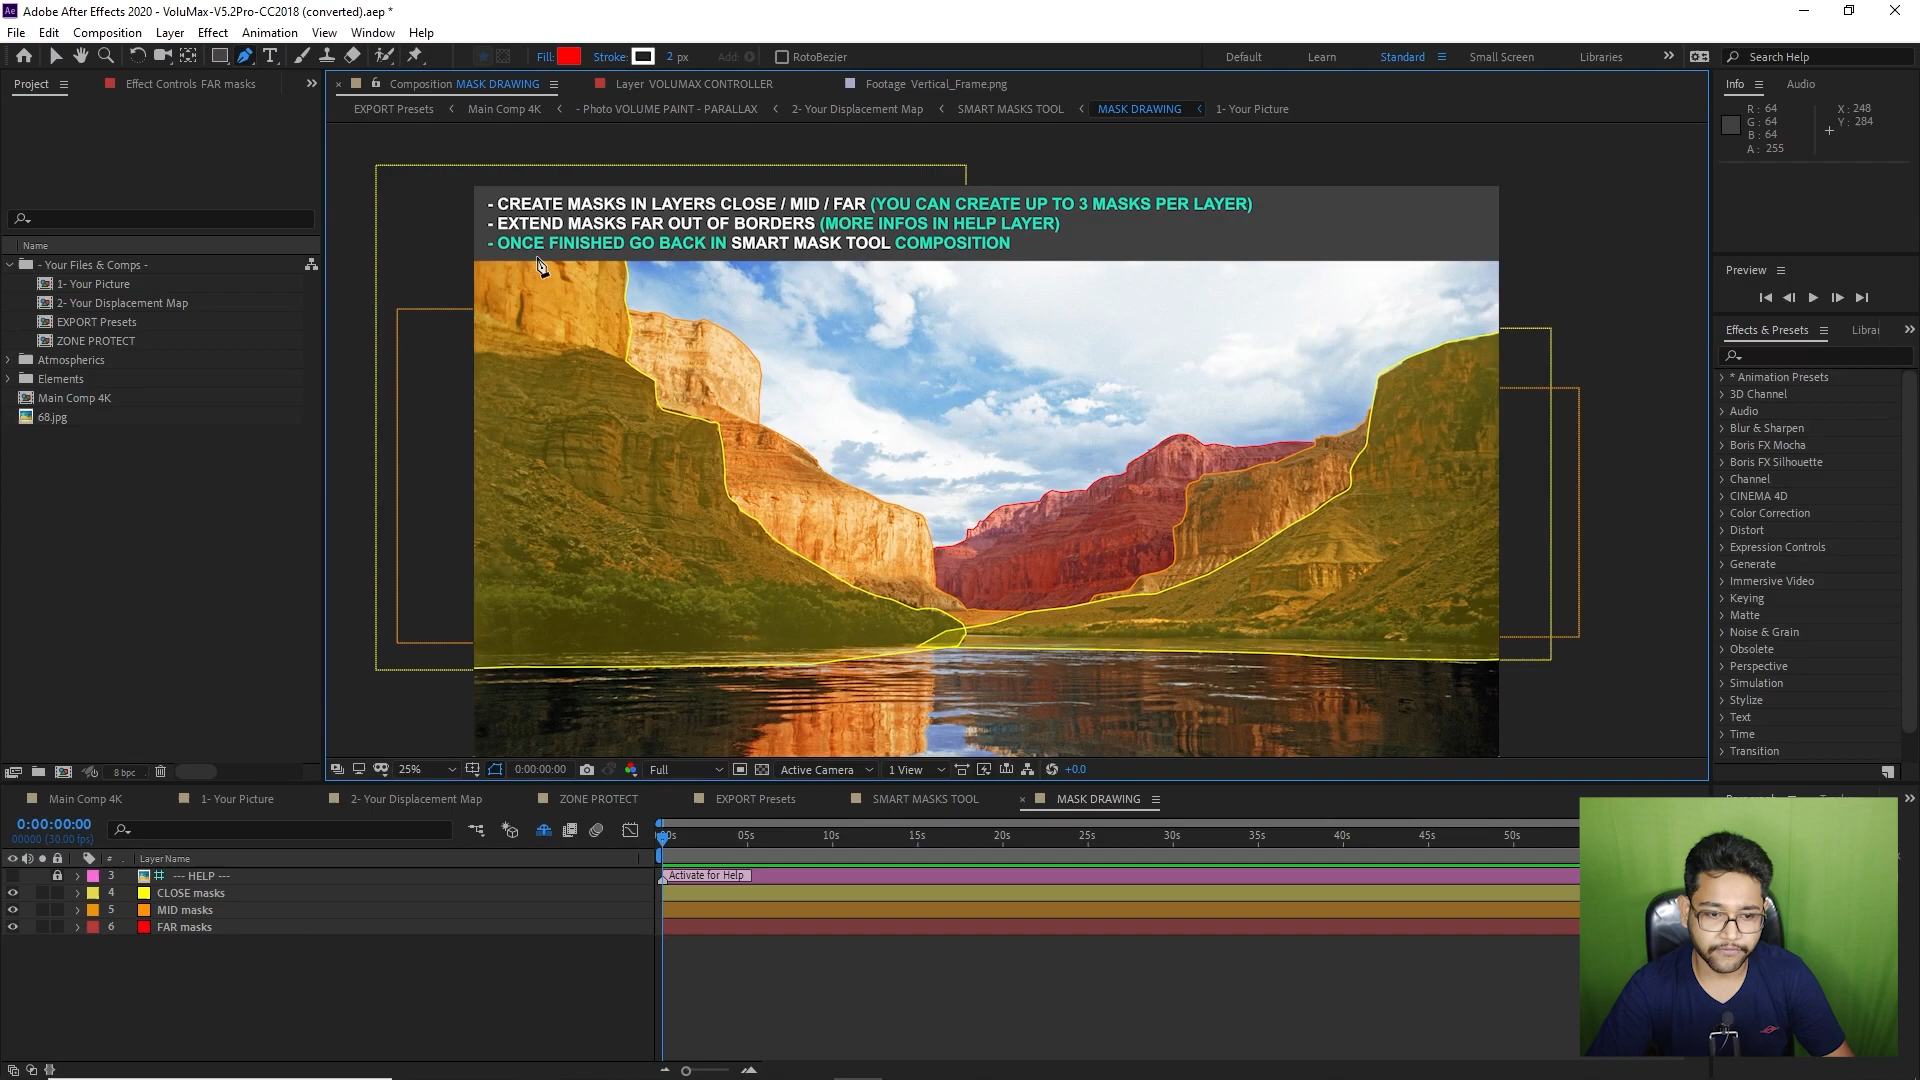 Adobe After Effects 2020 - VoluMax-V5.2Pro-CC2018 (converted).aep *
File Edit Composition Layer Effect Animation View Window Help
Fill: Stroke: 2 px Add: RotoBezier Default Learn Standard Small Screen Libraries Search Help
Project Effect Controls FAR masks
Composition MASK DRAWING Layer VOLUMAX CONTROLLER Footage Vertical_Frame.png
EXPORT Presets Main Comp 4K - Photo VOLUME PAINT - PARALLAX 2- Your Displacement Map SMART MASKS TOOL MASK DRAWING 1- Your Picture
Info Audio
R: 64 X: 248
G: 64 Y: 284
B: 64
A: 255
- CREATE MASKS IN LAYERS CLOSE / MID / FAR (YOU CAN CREATE UP TO 3 MASKS PER LAYER)
- EXTEND MASKS FAR OUT OF BORDERS (MORE INFOS IN HELP LAYER)
- ONCE FINISHED GO BACK IN SMART MASK TOOL COMPOSITION
Name
- Your Files & Comps -
1- Your Picture
2- Your Displacement Map
EXPORT Presets
ZONE PROTECT
Atmospherics
Elements
Main Comp 4K
68.jpg
Preview
Effects & Presets
* Animation Presets
3D Channel
Audio
Blur & Sharpen
Boris FX Mocha
Boris FX Silhouette
Channel
CINEMA 4D
Color Correction
Distort
Expression Controls
Generate
Immersive Video
Keying
Matte
Noise & Grain
Obsolete
Perspective
Simulation
Stylize
Text
Time
Transition
8 bpc
25% 0:00:00:00 Full Active Camera 1 View +0.0
Main Comp 4K 1- Your Picture 2- Your Displacement Map ZONE PROTECT EXPORT Presets SMART MASKS TOOL MASK DRAWING
0:00:00:00
00000 (30.00 fps)
05s 10s 15s 20s 25s 30s 35s 40s 45s 50s
# Layer Name
3 --- HELP --- Activate for Help
4 CLOSE masks
5 MID masks
6 FAR masks